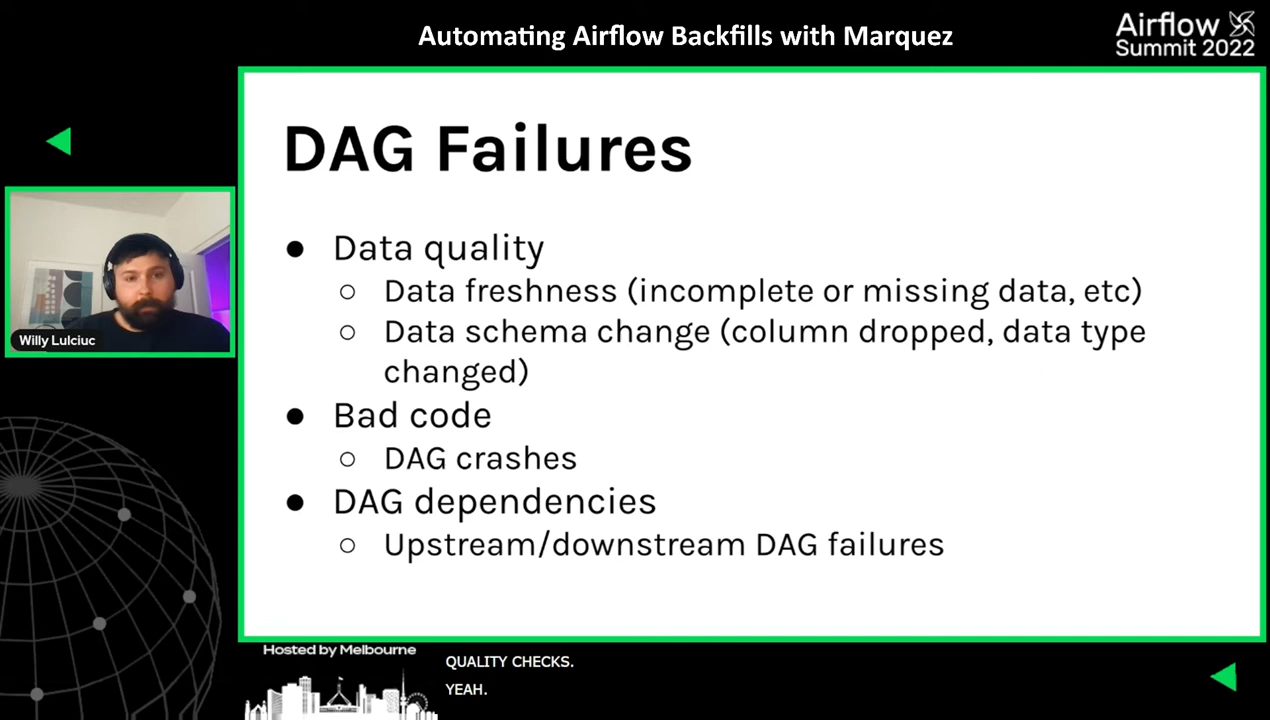 Automating Airflow Backfills with Marquez
Airflow
Summit 2022
DAG Failures
● Data quality
○ Data freshness (incomplete or missing data, etc)
○ Data schema change (column dropped, data type
changed)
● Bad code
○ DAG crashes
● DAG dependencies
○ Upstream/downstream DAG failures
Willy Lulciuc
Hosted by Melbourne
QUALITY CHECKS.
YEAH.